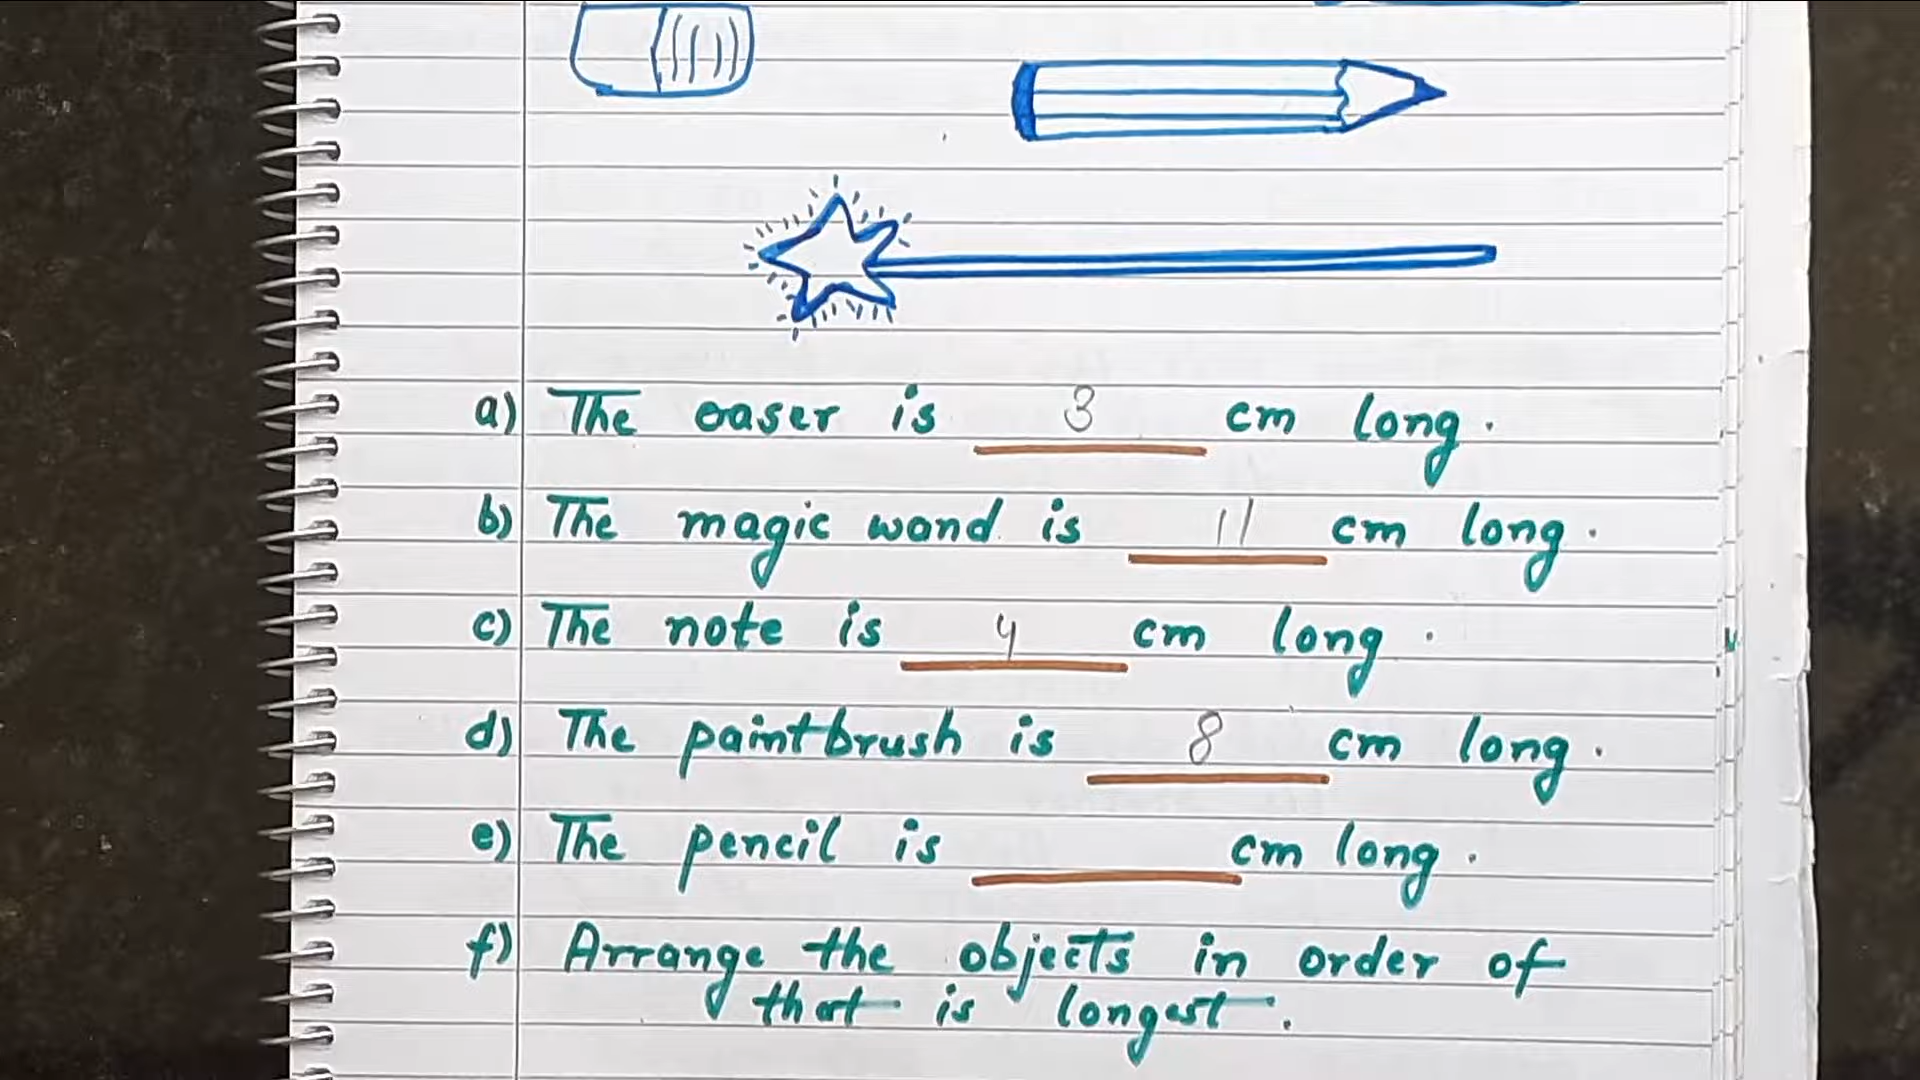 a) The easer is 3 cm long.
b) The magic wand is 11 cm long.
c) The note is 4 cm long.
d) The paintbrush is 8 cm long.
e) The pencil is cm long.
f) Arrange the objects in order of
that is longest.